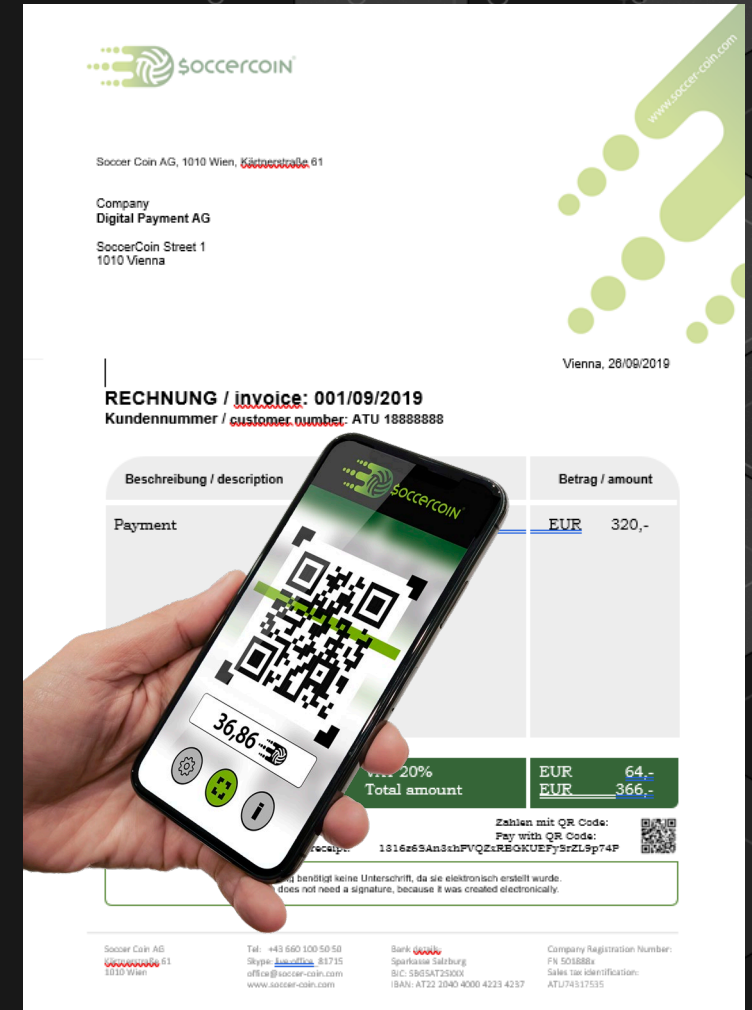 $OCCERCOIN®
www.soccer-coin.com
Soccer Coin AG, 1010 Wien, Kärtnerstraße 61
Company
Digital Payment AG
SoccerCoin Street 1
1010 Vienna
Vienna, 26/09/2019
RECHNUNG / invoice: 001/09/2019
Kundennummer / customer number: ATU 18888888
Beschreibung / description
Betrag / amount
Payment
EUR 320,-
$OCCERCOIN®
36,86
20% EUR 64,-
Total amount EUR 366,-
Zahlen mit QR Code:
Pay with QR Code:
receipt:
benötigt keine Unterschrift, da sie elektronisch erstellt wurde.
does not need a signature, because it was created electronically.
Soccer Coin AG
Kärtnerstraße 61
1010 Wien
Tel: +43 660 100 50 50
Skype: 81715
office@soccer-coin.com
www.soccer-coin.com
Bank details:
Sparkasse Salzburg
BIC: SBGSAT2SXXX
IBAN: AT22 2040 4000 4223 4237
Company Registration Number:
FN 501888x
Sales tax identification:
ATU74317535